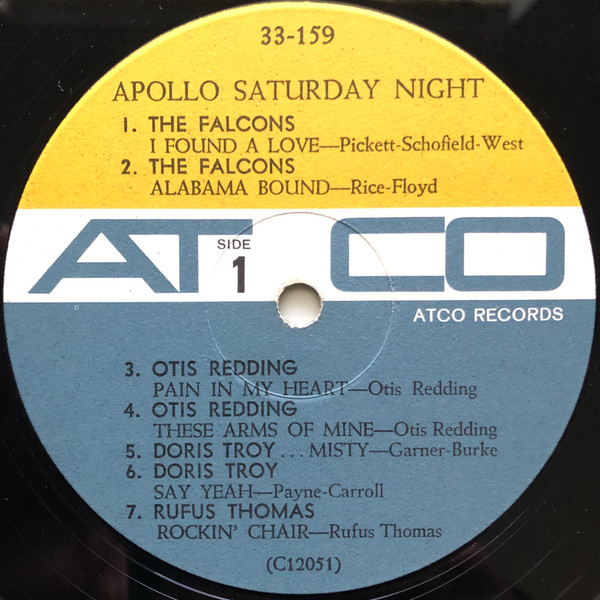 33-159
APOLLO SATURDAY NIGHT
1. THE FALCONS
I FOUND A LOVE—Pickett-Schofield-West
2. THE FALCONS
ALABAMA BOUND—Rice-Floyd
ATCO
SIDE
1
ATCO RECORDS
3. OTIS REDDING
PAIN IN MY HEART—Otis Redding
4. OTIS REDDING
THESE ARMS OF MINE—Otis Redding
5. DORIS TROY . . . MISTY—Garner-Burke
6. DORIS TROY
SAY YEAH—Payne-Carroll
7. RUFUS THOMAS
ROCKIN' CHAIR—Rufus Thomas
(C12051)